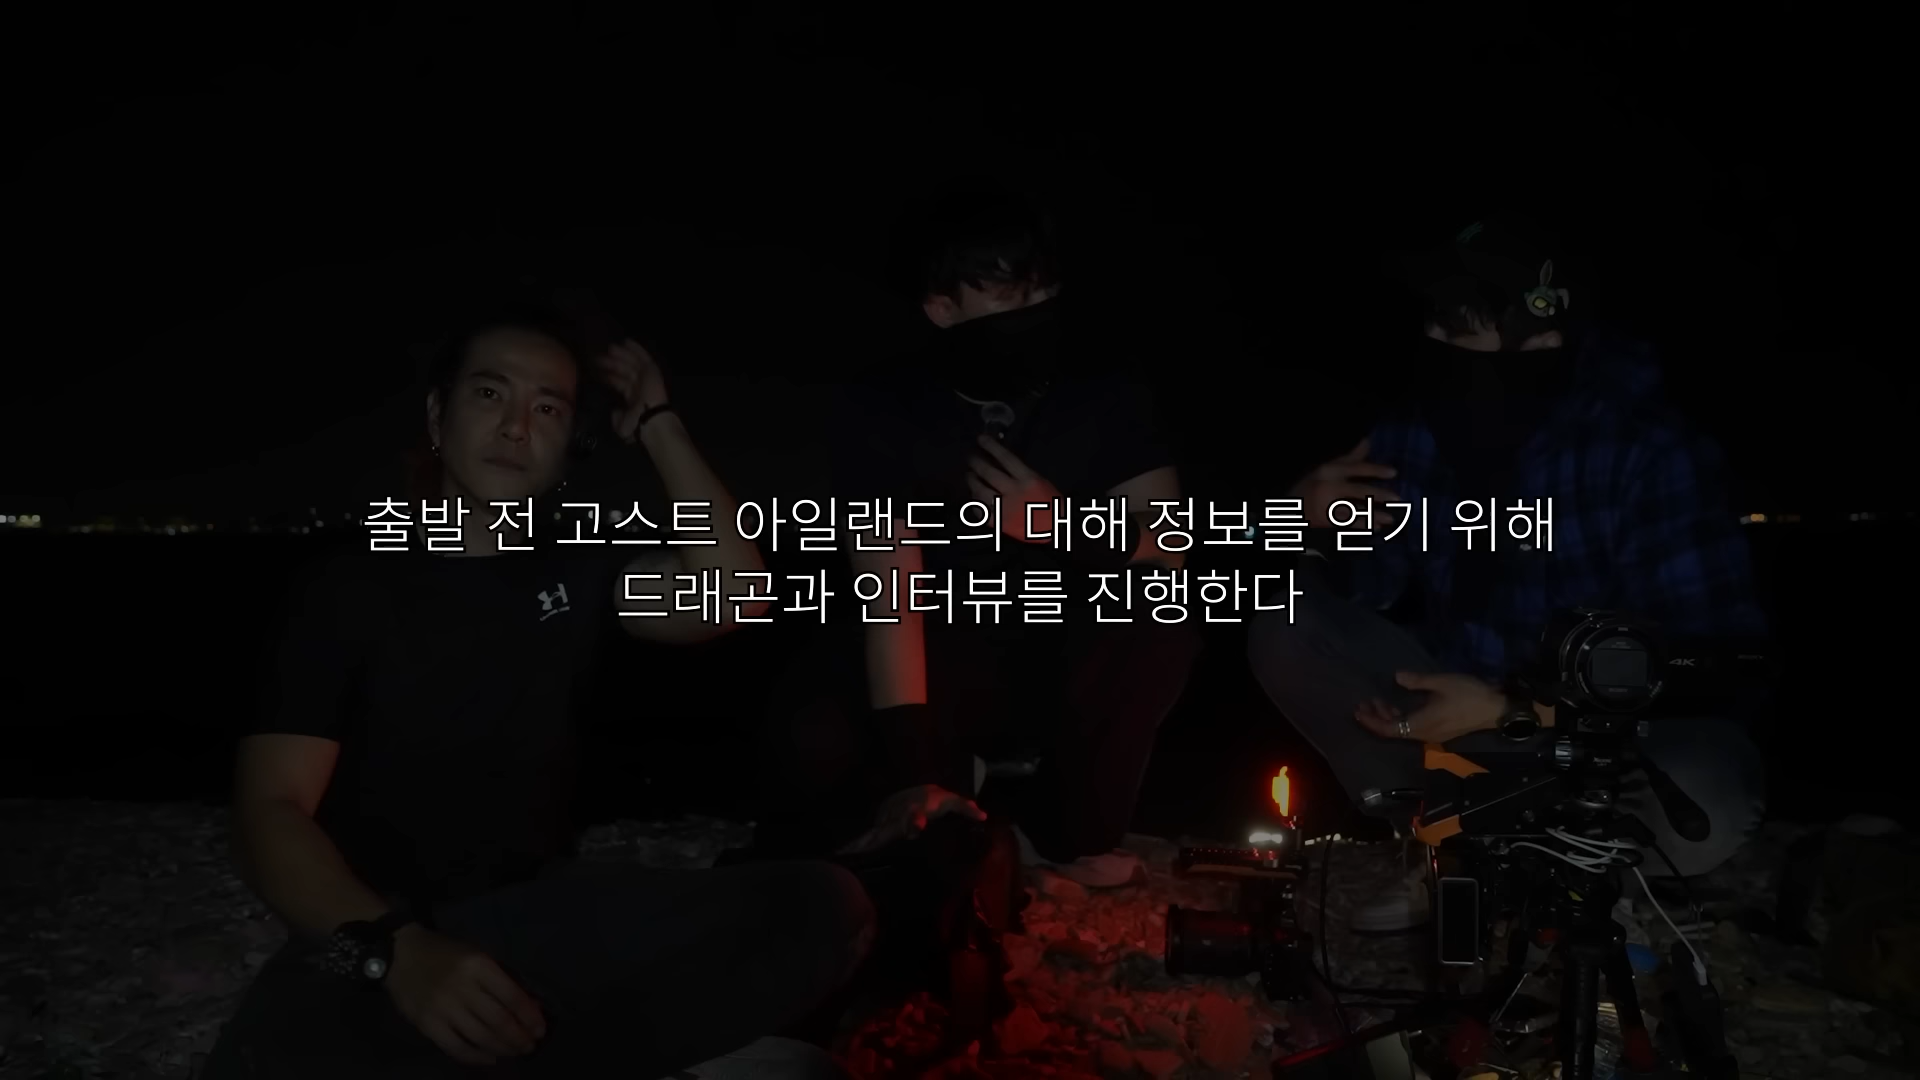 출발 전 고스트 아일랜드의 대해 정보를 얻기 위해
드래곤과 인터뷰를 진행한다
4K